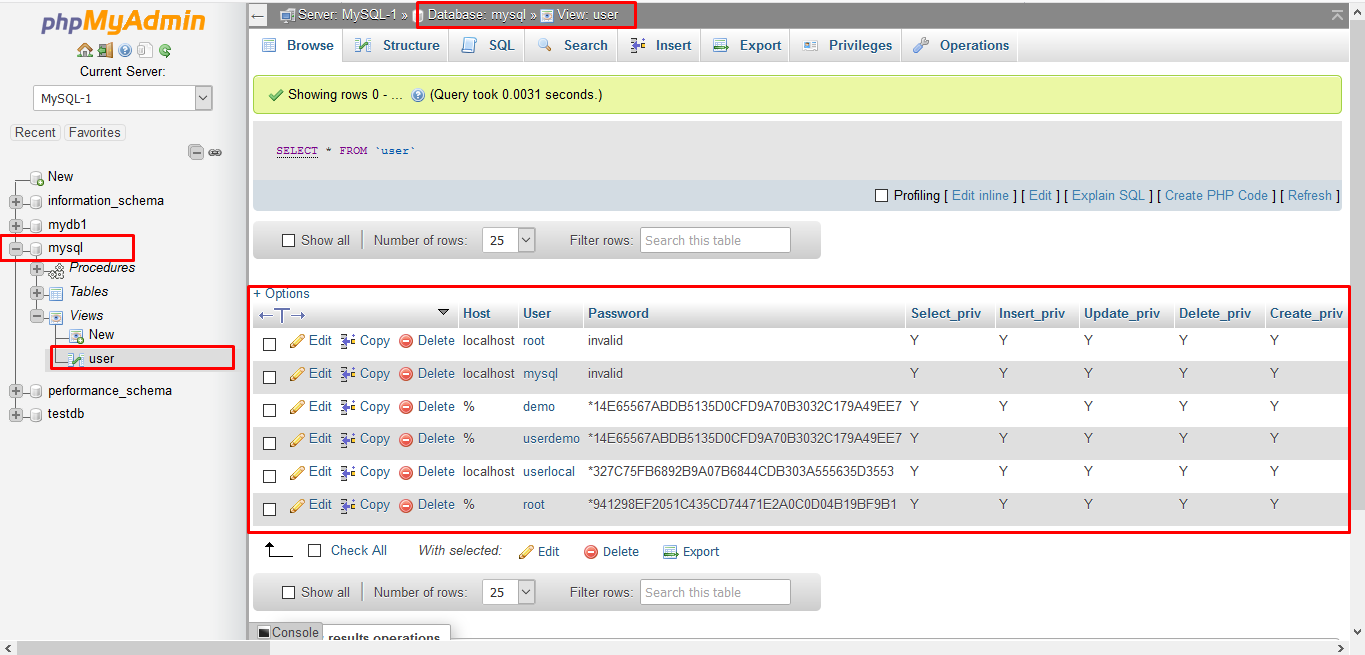 phpMyAdmin
Current Server:
MySQL-1
Recent Favorites
New
information_schema
mydb1
mysql
Procedures
Tables
Views
New
user
performance_schema
testdb
Server: MySQL-1 » Database: mysql » View: user
Browse Structure SQL Search Insert Export Privileges Operations
Showing rows 0 - ... (Query took 0.0031 seconds.)
SELECT * FROM `user`
Profiling [ Edit inline ] [ Edit ] [ Explain SQL ] [ Create PHP Code ] [ Refresh ]
Show all Number of rows: 25 Filter rows: Search this table
+ Options
←T→ Host User Password Select_priv Insert_priv Update_priv Delete_priv Create_priv
Edit Copy Delete localhost root invalid Y Y Y Y Y
Edit Copy Delete localhost mysql invalid Y Y Y Y Y
Edit Copy Delete % demo *14E65567ABDB5135D0CFD9A70B3032C179A49EE7 Y Y Y Y Y
Edit Copy Delete % userdemo *14E65567ABDB5135D0CFD9A70B3032C179A49EE7 Y Y Y Y Y
Edit Copy Delete localhost userlocal *327C75FB6892B9A07B6844CDB303A555635D3553 Y Y Y Y Y
Edit Copy Delete % root *941298EF2051C435CD74471E2A0C0D04B19BF9B1 Y Y Y Y Y
Check All With selected: Edit Delete Export
Show all Number of rows: 25 Filter rows: Search this table
Console results operations